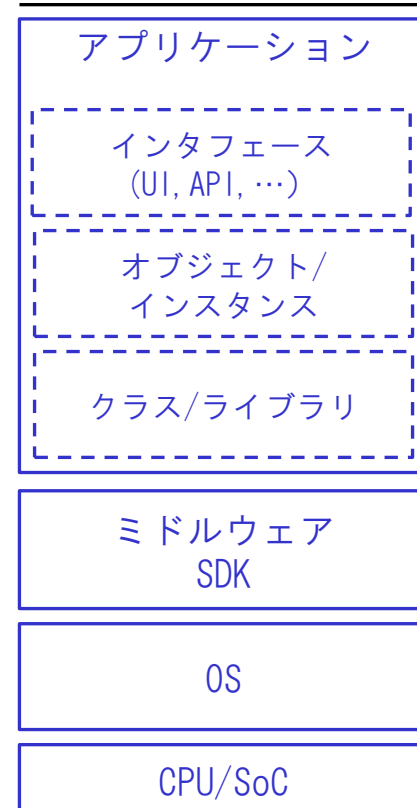 アプリケーション
インタフェース
(UI, API, …)
オブジェクト/
インスタンス
クラス/ライブラリ
ミドルウェア
SDK
OS
CPU/SoC